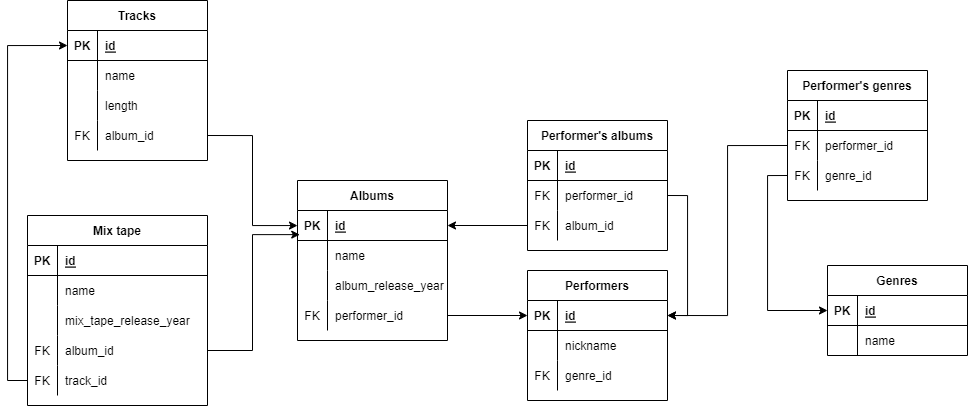 Tracks
PK id
name
length
FK album_id
Mix tape
PK id
name
mix_tape_release_year
FK album_id
FK track_id
Albums
PK id
name
album_release_year
FK performer_id
Performer's albums
PK id
FK performer_id
FK album_id
Performers
PK id
nickname
FK genre_id
Performer's genres
PK id
FK performer_id
FK genre_id
Genres
PK id
name